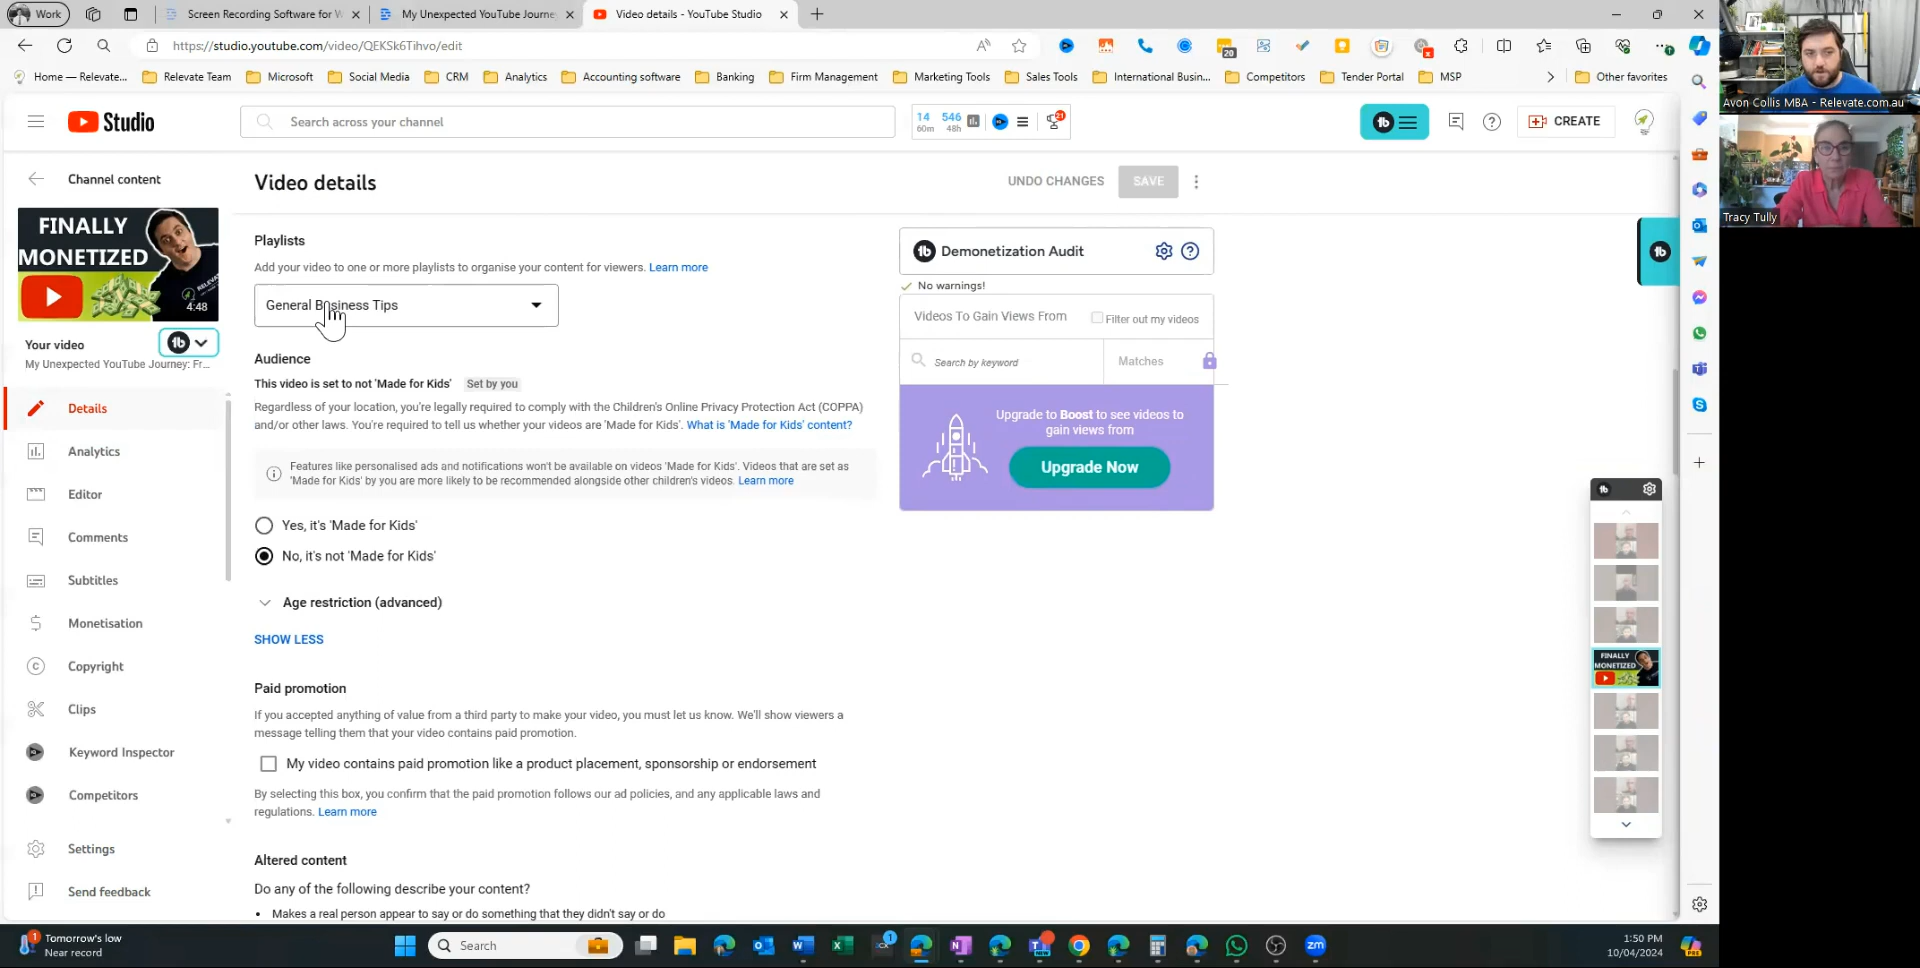 Work
Screen Recording Software for W
My Unexpected YouTube Journe
Video details - YouTube Studio
https://studio.youtube.com/video/QEKSk6Tihvo/edit
20
Home — Relevate...
Relevate Team
Microsoft
Social Media
CRM
Analytics
Accounting software
Banking
Firm Management
Marketing Tools
Sales Tools
International Busin...
Competitors
Tender Portal
MSP
Other favorites
Avon Collis MBA - Relevate.com.au
Tracy Tully
Studio
Search across your channel
14 546
60m 48h
21
CREATE
Channel content
Video details
UNDO CHANGES
SAVE
FINALLY
MONETIZED
4:48
Your video
My Unexpected YouTube Journey: Fr...
Details
Analytics
Editor
Comments
Subtitles
Monetisation
Copyright
Clips
Keyword Inspector
Competitors
Settings
Send feedback
Playlists
Add your video to one or more playlists to organise your content for viewers. Learn more
General Business Tips
Audience
This video is set to not 'Made for Kids' Set by you
Regardless of your location, you're legally required to comply with the Children's Online Privacy Protection Act (COPPA)
and/or other laws. You're required to tell us whether your videos are 'Made for Kids'. What is 'Made for Kids' content?
Features like personalised ads and notifications won't be available on videos 'Made for Kids'. Videos that are set as
'Made for Kids' by you are more likely to be recommended alongside other children's videos. Learn more
Yes, it's 'Made for Kids'
No, it's not 'Made for Kids'
Age restriction (advanced)
SHOW LESS
Paid promotion
If you accepted anything of value from a third party to make your video, you must let us know. We'll show viewers a
message telling them that your video contains paid promotion.
My video contains paid promotion like a product placement, sponsorship or endorsement
By selecting this box, you confirm that the paid promotion follows our ad policies, and any applicable laws and
regulations. Learn more
Altered content
Do any of the following describe your content?
• Makes a real person appear to say or do something that they didn't say or do
Demonetization Audit
No warnings!
Videos To Gain Views From
Filter out my videos
Search by keyword
Matches
Upgrade to Boost to see videos to
gain views from
Upgrade Now
FINALLY
MONETIZED
1
Tomorrow's low
Near record
Search
1
zm
1:50 PM
10/04/2024